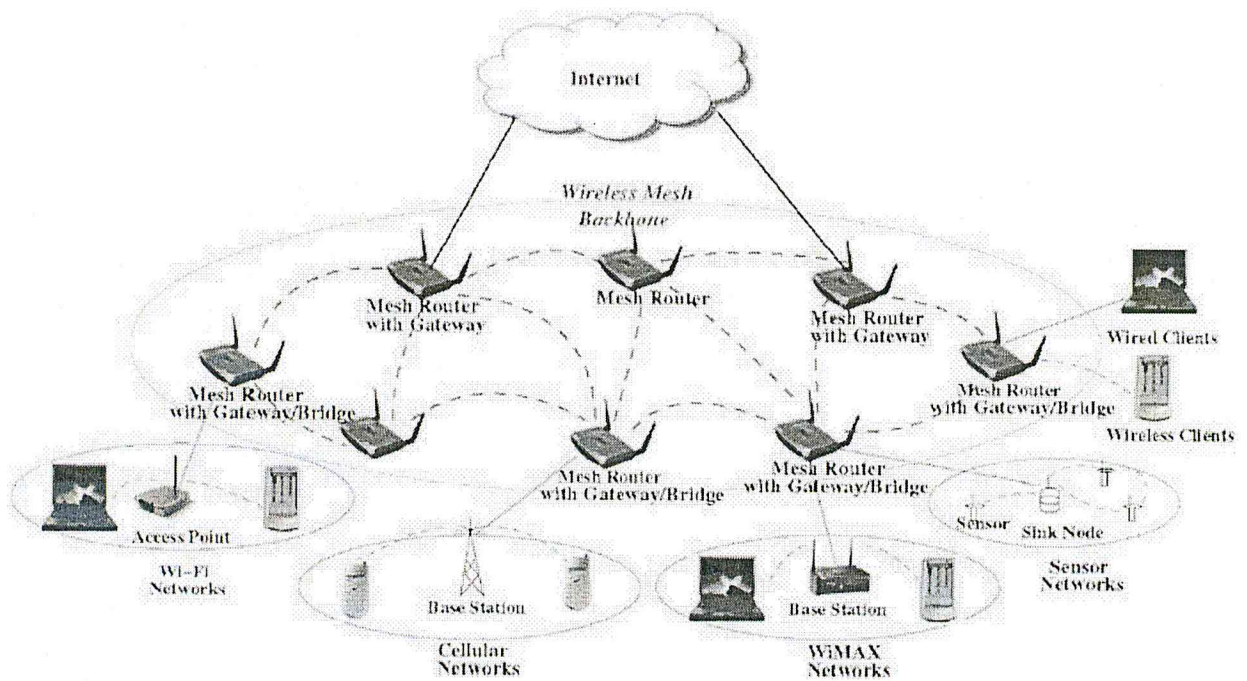 Internet
Wireless Mesh
Backbone
Mesh Router
with Gateway
Mesh Router
Mesh Router
with Gateway
Wired Clients
Mesh Router
with Gateway/Bridge
Mesh Router
with Gateway/Bridge
Wireless Clients
Mesh Router
with Gateway/Bridge
Mesh Router
with Gateway/Bridge
Access Point
Wi-Fi
Networks
Sensor
Sink Node
Sensor
Networks
Base Station
Cellular
Networks
Base Station
WiMAX
Networks